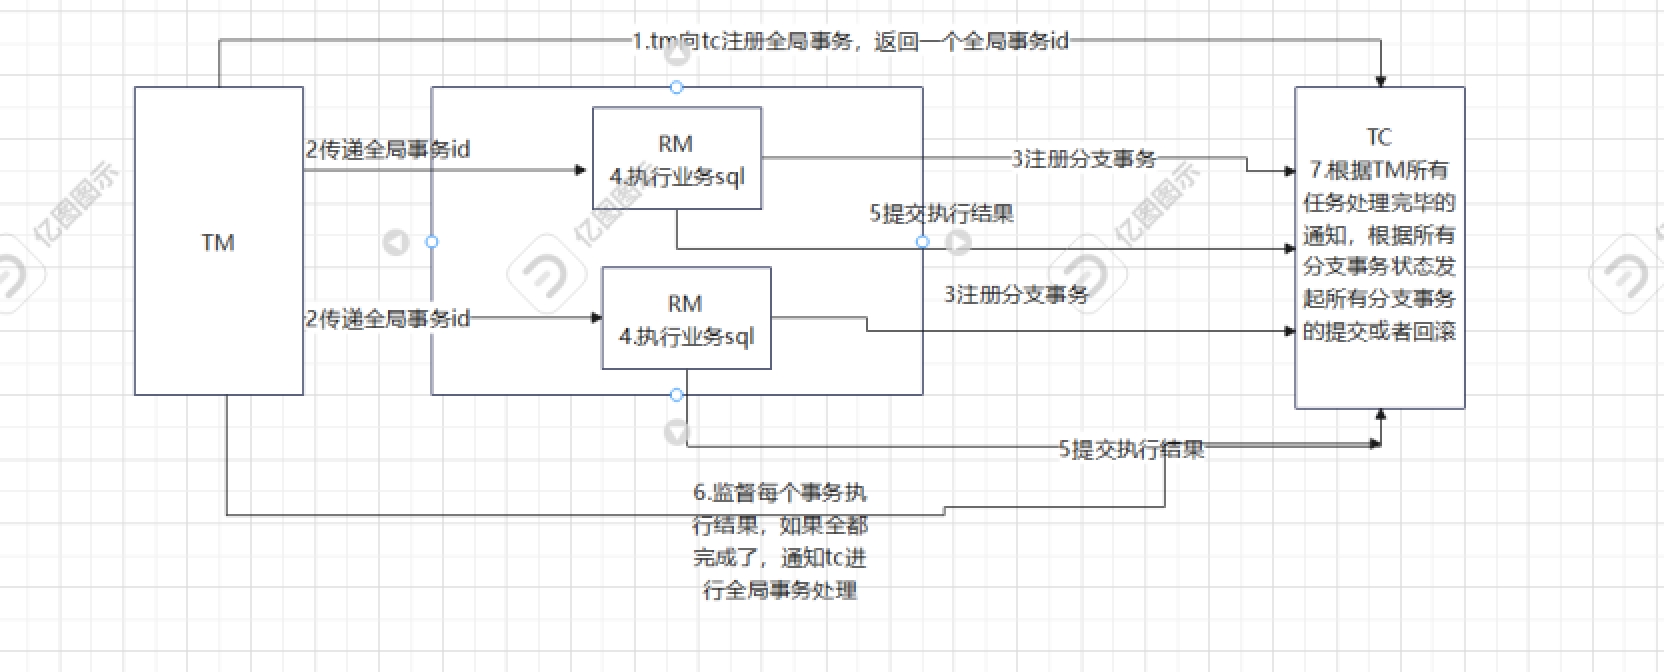 1.tm向tc注册全局事务，返回一个全局事务id
2传递全局事务id
RM
4.执行业务sql
3注册分支事务
TC
7.根据TM所有
任务处理完毕的
通知，根据所有
分支事务状态发
起所有分支事务
的提交或者回滚
5提交执行结果
TM
2传递全局事务id
RM
4.执行业务sql
3注册分支事务
5提交执行结果
6.监督每个事务执
行结果，如果全都
完成了，通知tc进
行全局事务处理
亿图图示
亿图图示
亿图图示